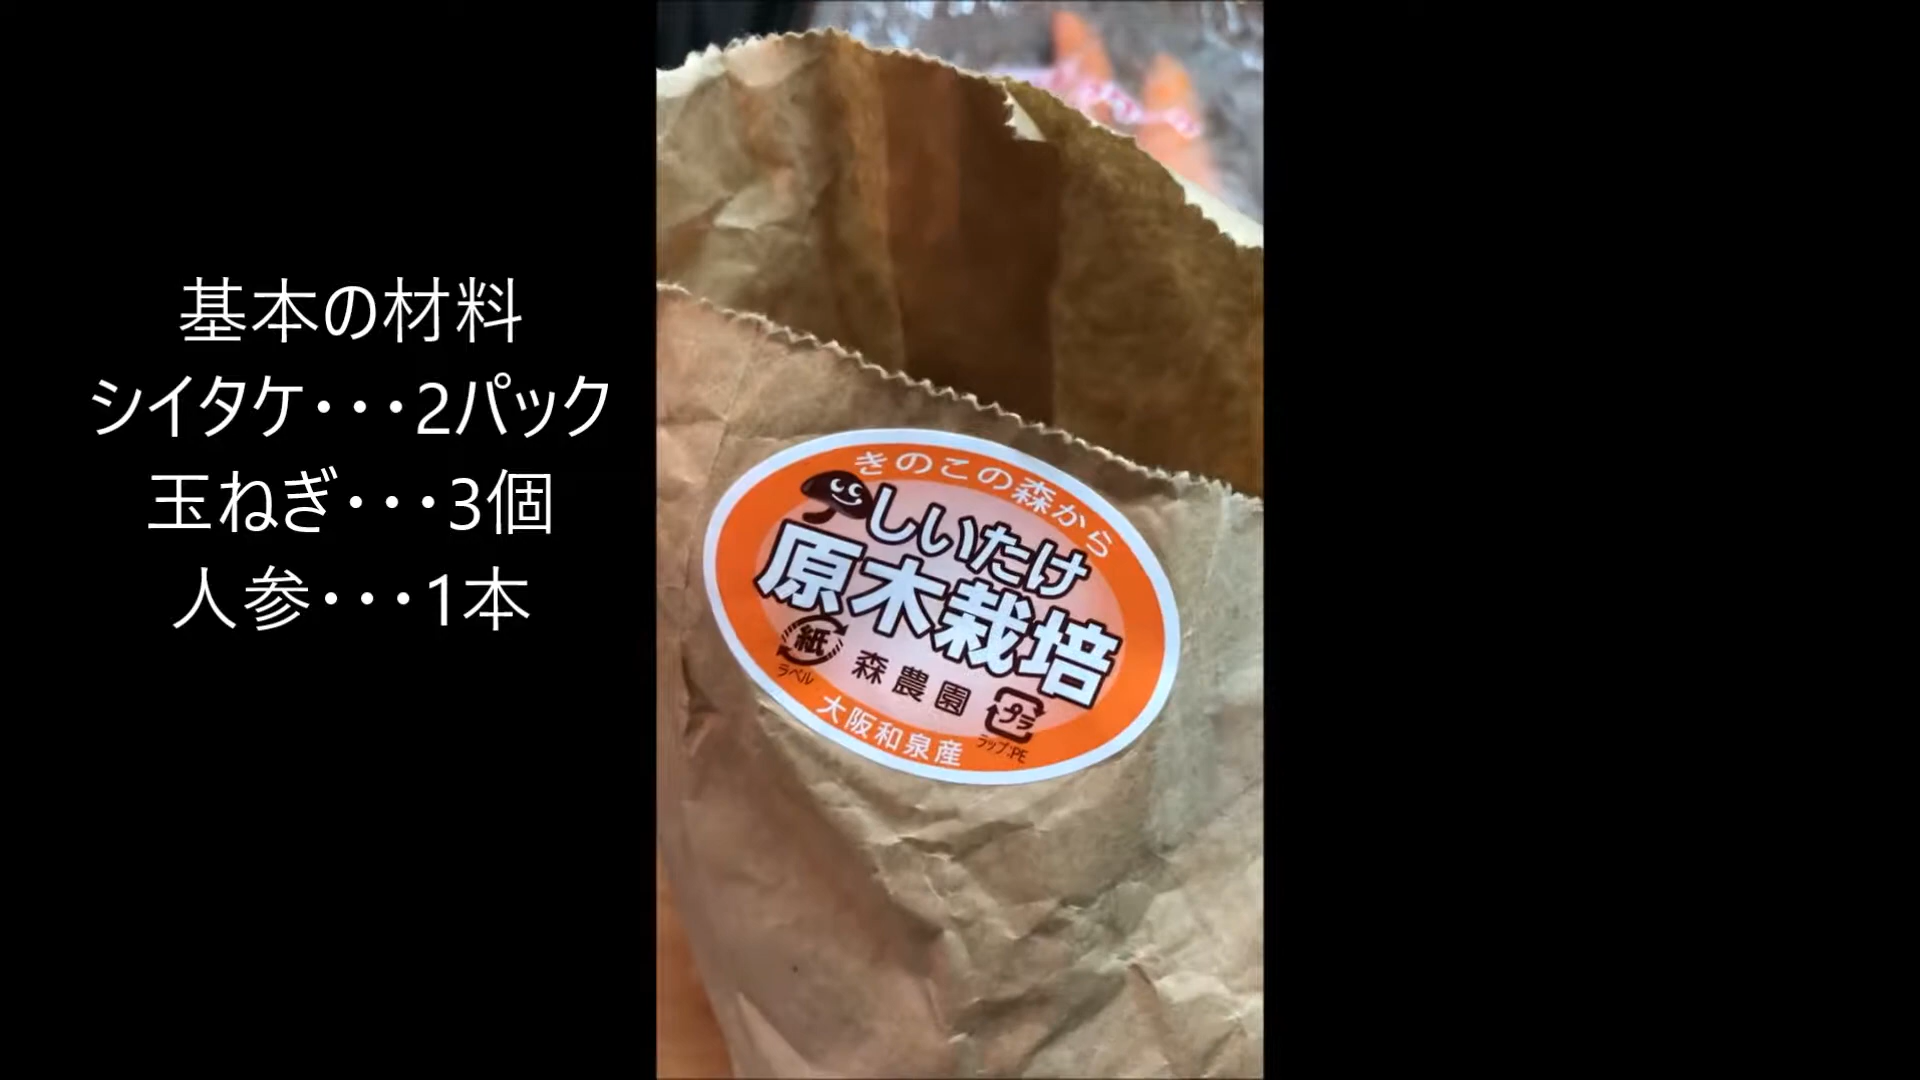 基本の材料
シイタケ･･･2パック
玉ねぎ･･･3個
人参･･･1本
きのこの森から
しいたけ
原木栽培
紙
ラベル
森農園
プラ
ラップ:PE
大阪和泉産